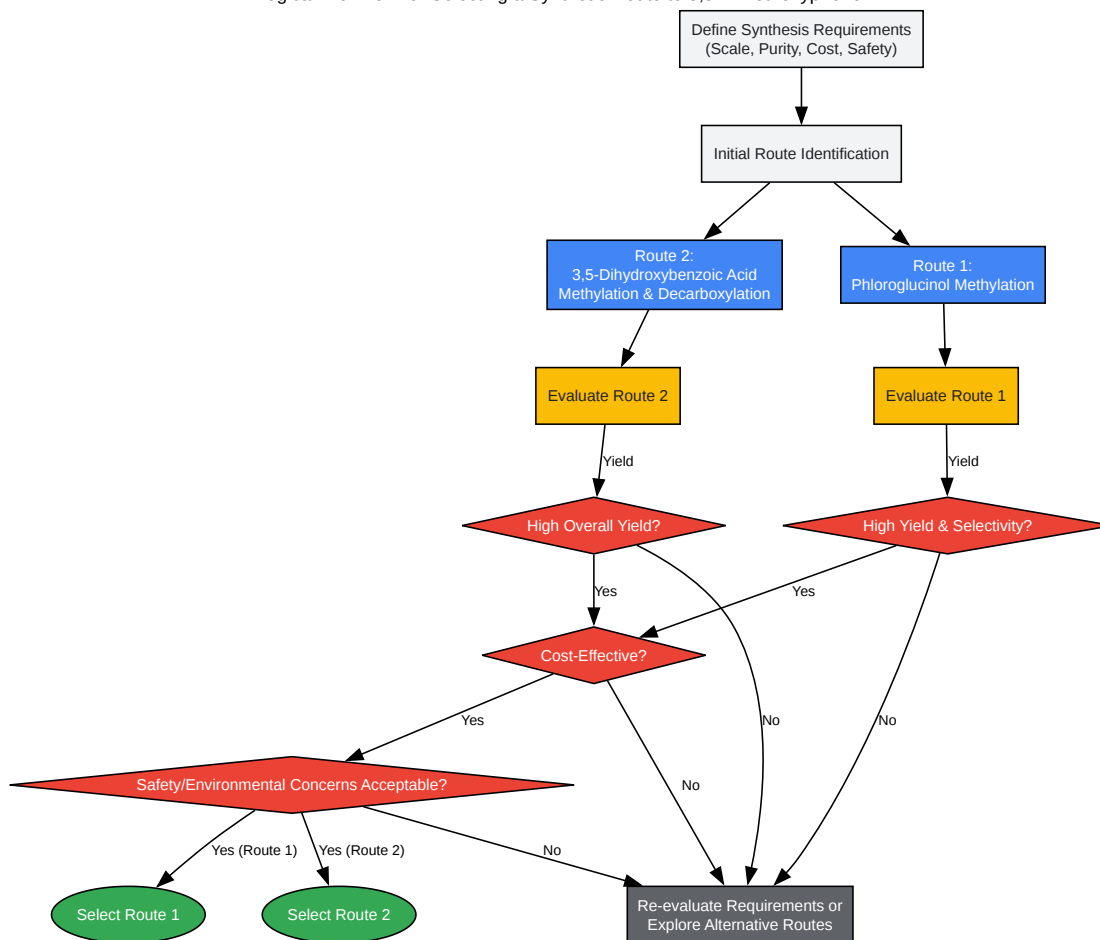 Define Synthesis Requirements
(Scale, Purity, Cost, Safety)
Initial Route Identification
Route 2:
3,5-Dihydroxybenzoic Acid
Methylation & Decarboxylation
Route 1:
Phloroglucinol Methylation
Evaluate Route 2
Evaluate Route 1
Yield
Yield
High Overall Yield?
High Yield & Selectivity?
Yes
Yes
Cost-Effective?
Yes
No
No
No
Safety/Environmental Concerns Acceptable?
Yes (Route 1)
Yes (Route 2)
No
Select Route 1
Select Route 2
Re-evaluate Requirements or
Explore Alternative Routes